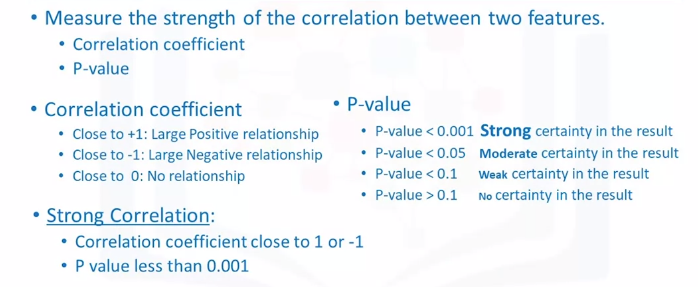 • Measure the strength of the correlation between two features.
• Correlation coefficient
• P-value
• Correlation coefficient
• Close to +1: Large Positive relationship
• Close to -1: Large Negative relationship
• Close to 0: No relationship
• P-value
• P-value < 0.001 Strong certainty in the result
• P-value < 0.05 Moderate certainty in the result
• P-value < 0.1 Weak certainty in the result
• P-value > 0.1 No certainty in the result
• Strong Correlation:
• Correlation coefficient close to 1 or -1
• P value less than 0.001